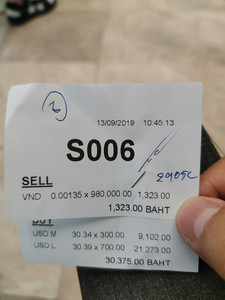 6
13/09/2019 10:45.13
S006
SELL
VND 0.00135 x 980,000.00 1,323.00
1,323.00 BAHT
BUY
USD M 30.34 x 300.00 9,102.00
USD L 30.39 x 700.00 21,273.00
30,375.00 BAHT